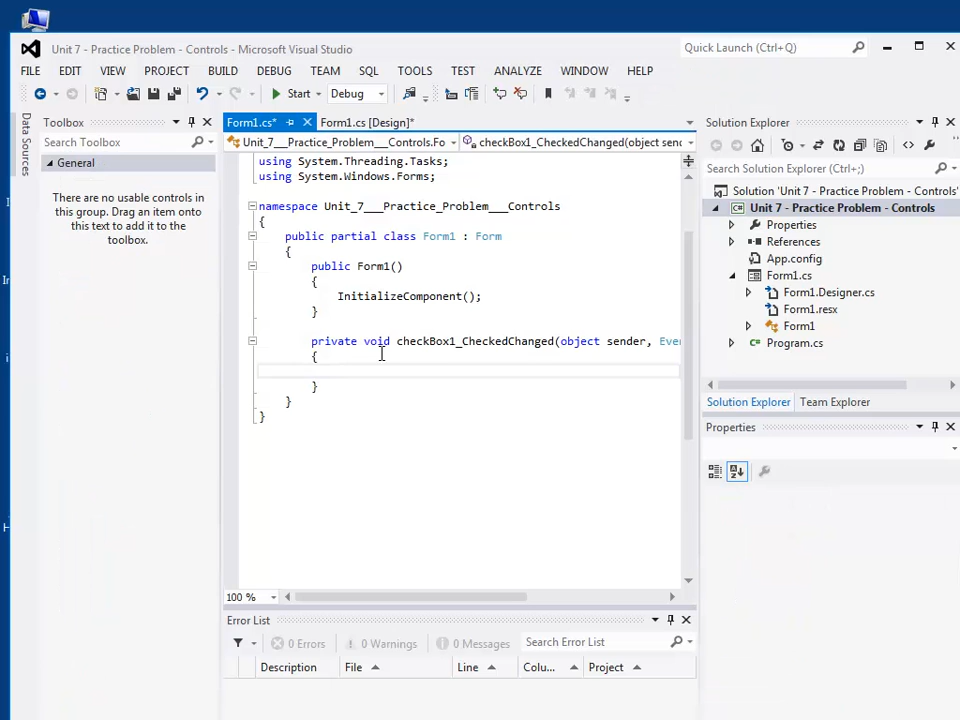 Unit 7 - Practice Problem - Controls - Microsoft Visual Studio
Quick Launch (Ctrl+Q)
FILE EDIT VIEW PROJECT BUILD DEBUG TEAM SQL TOOLS TEST ANALYZE WINDOW HELP
Start Debug
Data Sources
Toolbox
Search Toolbox
General
There are no usable controls in
this group. Drag an item onto
this text to add it to the
toolbox.
Form1.cs* Form1.cs [Design]*
Unit_7___Practice_Problem___Controls.Fo checkBox1_CheckedChanged(object send
using System.Threading.Tasks;
using System.Windows.Forms;
namespace Unit_7___Practice_Problem___Controls
{
public partial class Form1 : Form
{
public Form1()
{
InitializeComponent();
}
private void checkBox1_CheckedChanged(object sender, Even
{
}
}
}
100 %
Error List
0 Errors 0 Warnings 0 Messages Search Error List
Description File Line Colu... Project
Solution Explorer
Search Solution Explorer (Ctrl+;)
Solution 'Unit 7 - Practice Problem - Controls'
C# Unit 7 - Practice Problem - Controls
Properties
References
App.config
Form1.cs
Form1.Designer.cs
Form1.resx
Form1
C# Program.cs
Solution Explorer Team Explorer
Properties